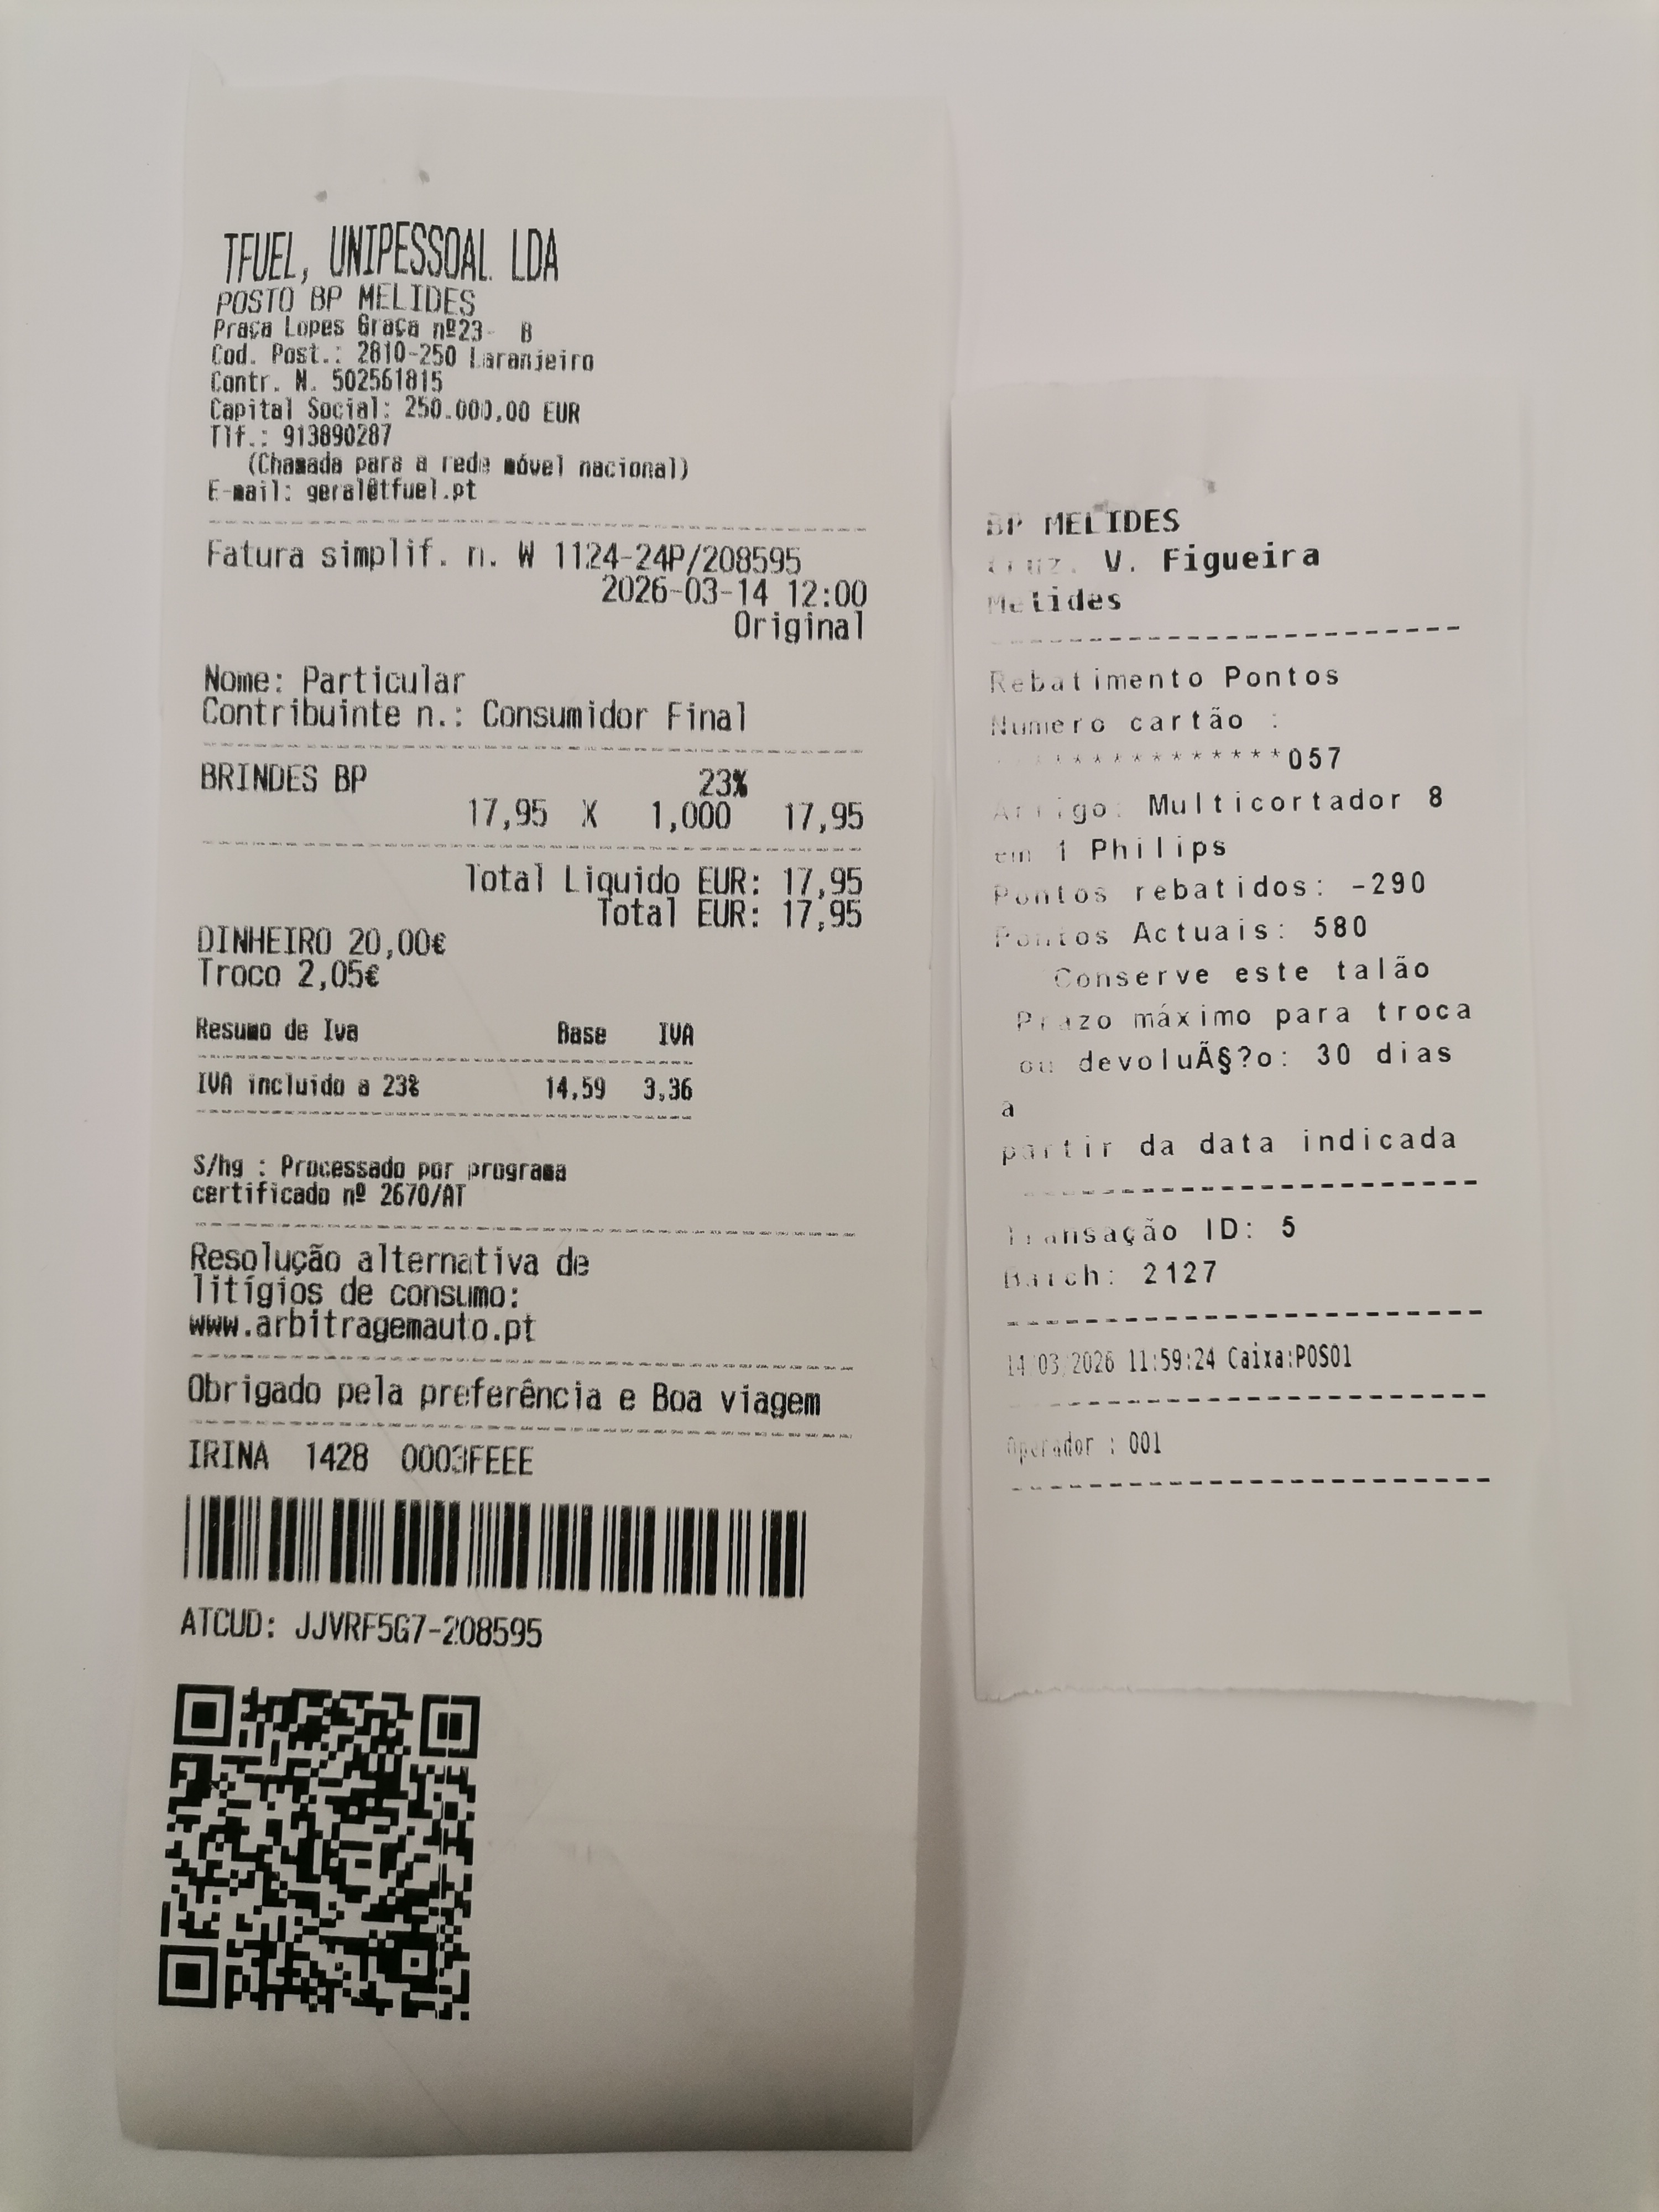 TFUEL, UNIPESSOAL LDA
POSTO BP MELIDES
Praça Lopes Graça nº23- B
Cod. Post.: 2810-250 Laranjeiro
Contr. N. 502561815
Capital Social: 250.000,00 EUR
Tlf.: 913890287
(Chamada para a rede móvel nacional)
E-mail: geral@tfuel.pt
Fatura simplif. n. W 1124-24P/208595
2026-03-14 12:00
Original
Nome: Particular
Contribuinte n.: Consumidor Final
BRINDES BP 23%
17,95 X 1,000 17,95
Total Liquido EUR: 17,95
Total EUR: 17,95
DINHEIRO 20,00€
Troco 2,05€
Resumo de Iva Base IVA
IVA incluido a 23% 14,59 3,36
S/hg : Processado por programa
certificado nº 2670/AT
Resolução alternativa de
litígios de consumo:
www.arbitragemauto.pt
Obrigado pela preferência e Boa viagem
IRINA 1428 0003FEEE
ATCUD: JJVRF5G7-208595
BP MELIDES
Cruz. V. Figueira
Melides
Rebatimento Pontos
Numero cartão :
**************057
Artigo: Multicortador 8
em 1 Philips
Pontos rebatidos: -290
Pontos Actuais: 580
Conserve este talão
Prazo máximo para troca
ou devoluÃ§?o: 30 dias
a
partir da data indicada
Transação ID: 5
Batch: 2127
14/03/2026 11:59:24 Caixa:POS01
Operador : 001